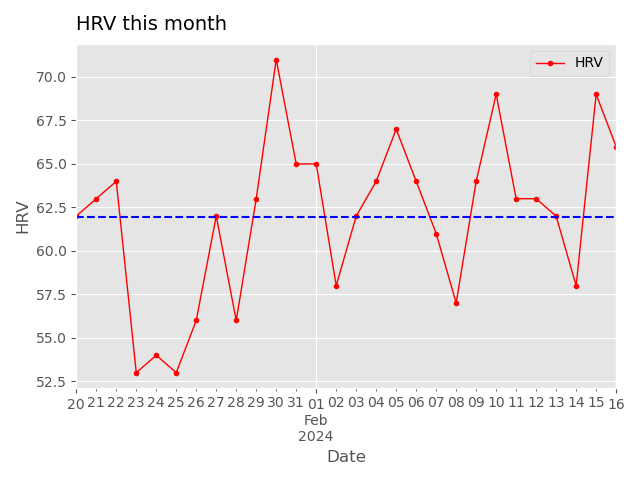 HRV this month
HRV
70.0
67.5
65.0
62.5
60.0
57.5
55.0
52.5
HRV
20 21 22 23 24 25 26 27 28 29 30 31 01 02 03 04 05 06 07 08 09 10 11 12 13 14 15 16
Feb
2024
Date